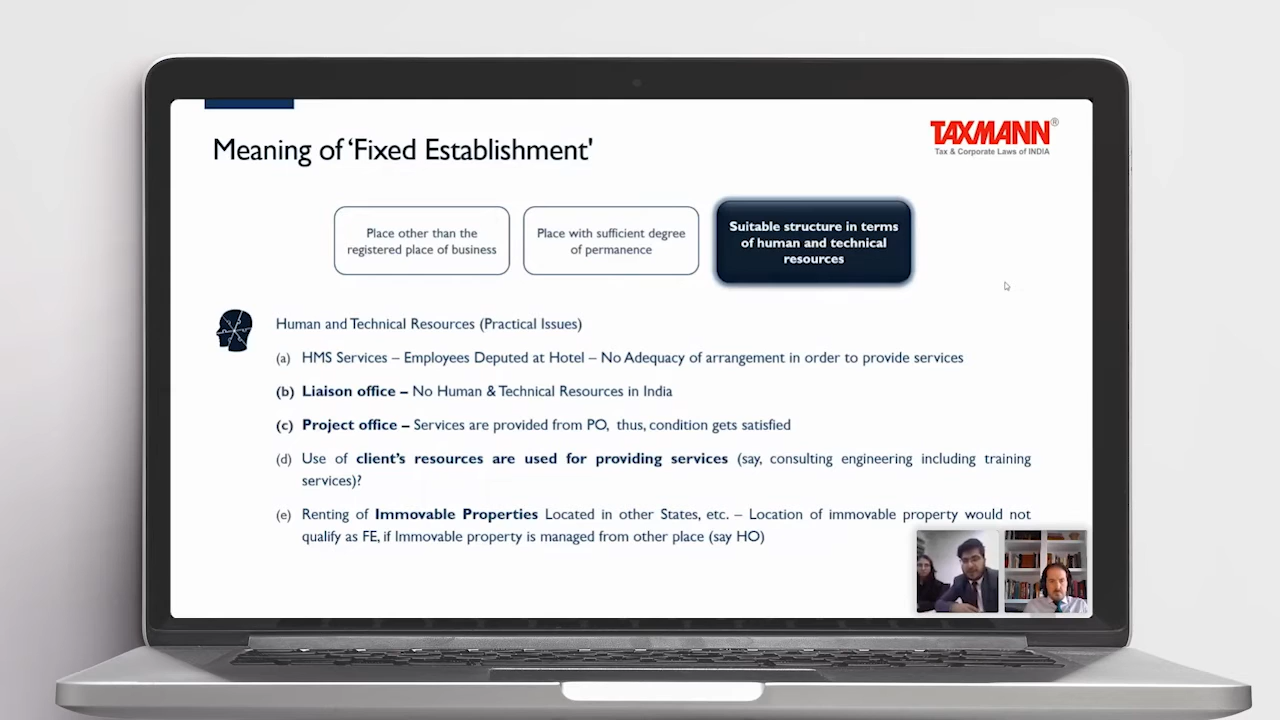 Meaning of 'Fixed Establishment'
TAXMANN®
Tax & Corporate Laws of INDIA
Place other than the
registered place of business
Place with sufficient degree
of permanence
Suitable structure in terms
of human and technical
resources
Human and Technical Resources (Practical Issues)
(a) HMS Services – Employees Deputed at Hotel – No Adequacy of arrangement in order to provide services
(b) Liaison office – No Human & Technical Resources in India
(c) Project office – Services are provided from PO, thus, condition gets satisfied
(d) Use of client's resources are used for providing services (say, consulting engineering including training
services)?
(e) Renting of Immovable Properties Located in other States, etc. – Location of immovable property would not
qualify as FE, if Immovable property is managed from other place (say HO)